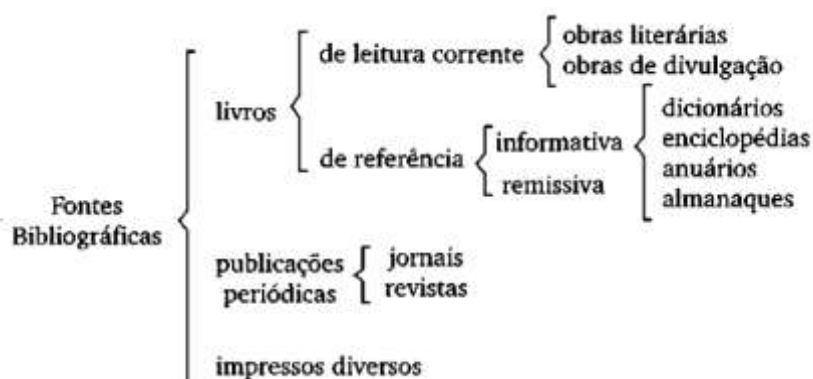 Fontes
Bibliográficas
livros
de leitura corrente
obras literárias
obras de divulgação
de referência
informativa
remissiva
dicionários
enciclopédias
anuários
almanaques
publicações
periódicas
jornais
revistas
impressos diversos